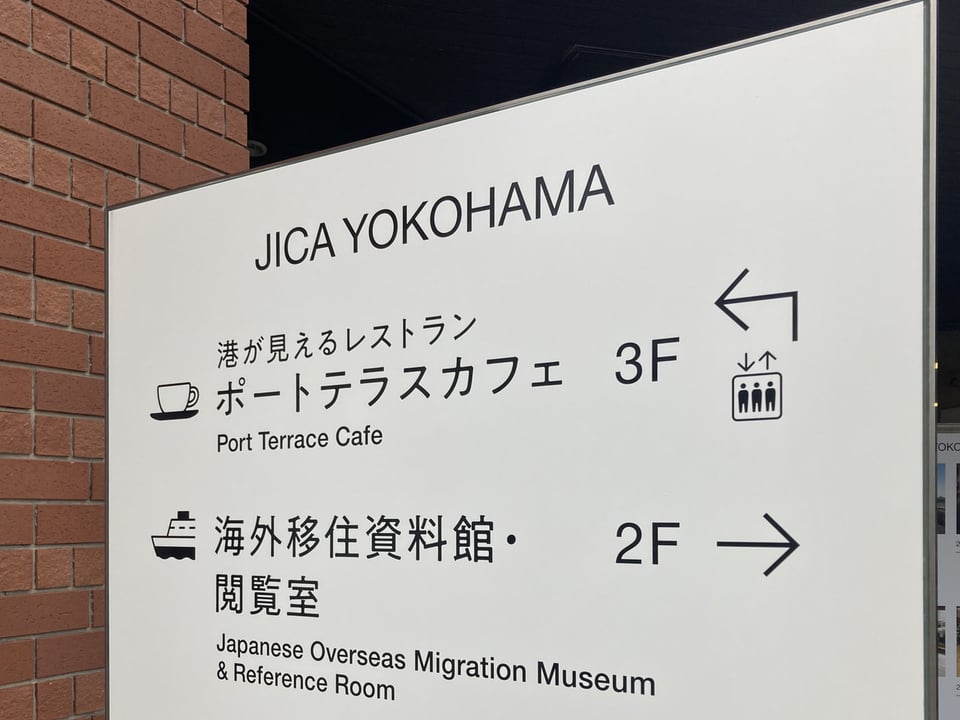 JICA YOKOHAMA
港が見えるレストラン
ポートテラスカフェ 3F
Port Terrace Cafe
海外移住資料館・ 2F
閲覧室
Japanese Overseas Migration Museum
& Reference Room